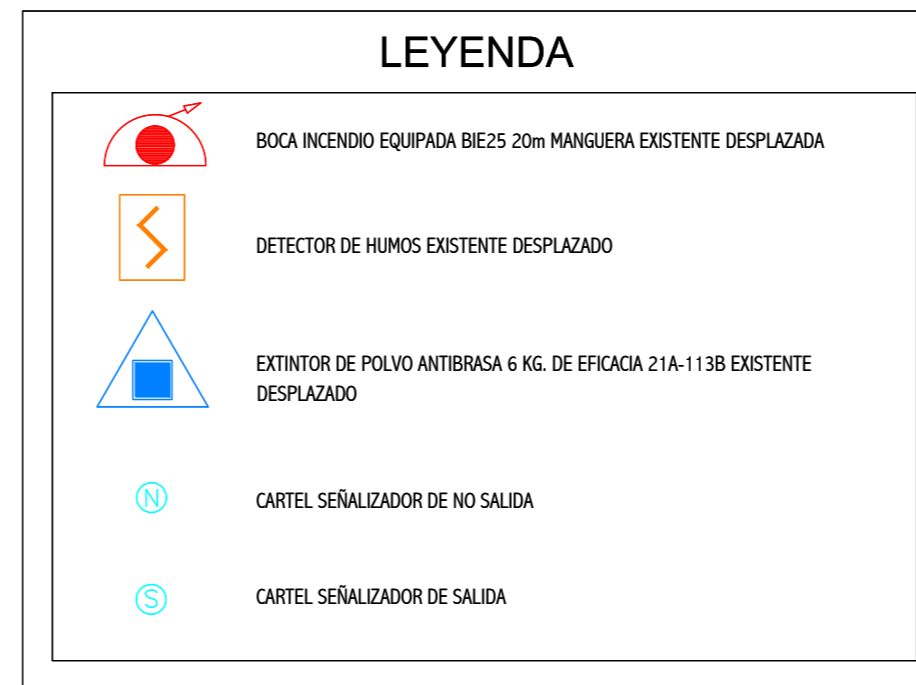 LEYENDA
BOCA INCENDIO EQUIPADA BIE25 20m MANGUERA EXISTENTE DESPLAZADA
DETECTOR DE HUMOS EXISTENTE DESPLAZADO
EXTINTOR DE POLVO ANTIBRASA 6 KG. DE EFICACIA 21A-113B EXISTENTE
DESPLAZADO
N CARTEL SEÑALIZADOR DE NO SALIDA
S CARTEL SEÑALIZADOR DE SALIDA